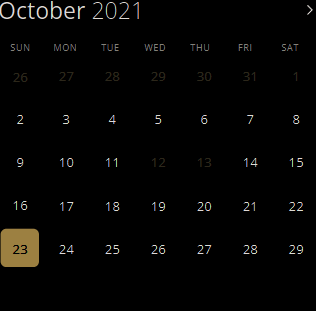 October 2021
SUN MON TUE WED THU FRI SAT
26 27 28 29 30 31 1
2 3 4 5 6 7 8
9 10 11 12 13 14 15
16 17 18 19 20 21 22
23 24 25 26 27 28 29